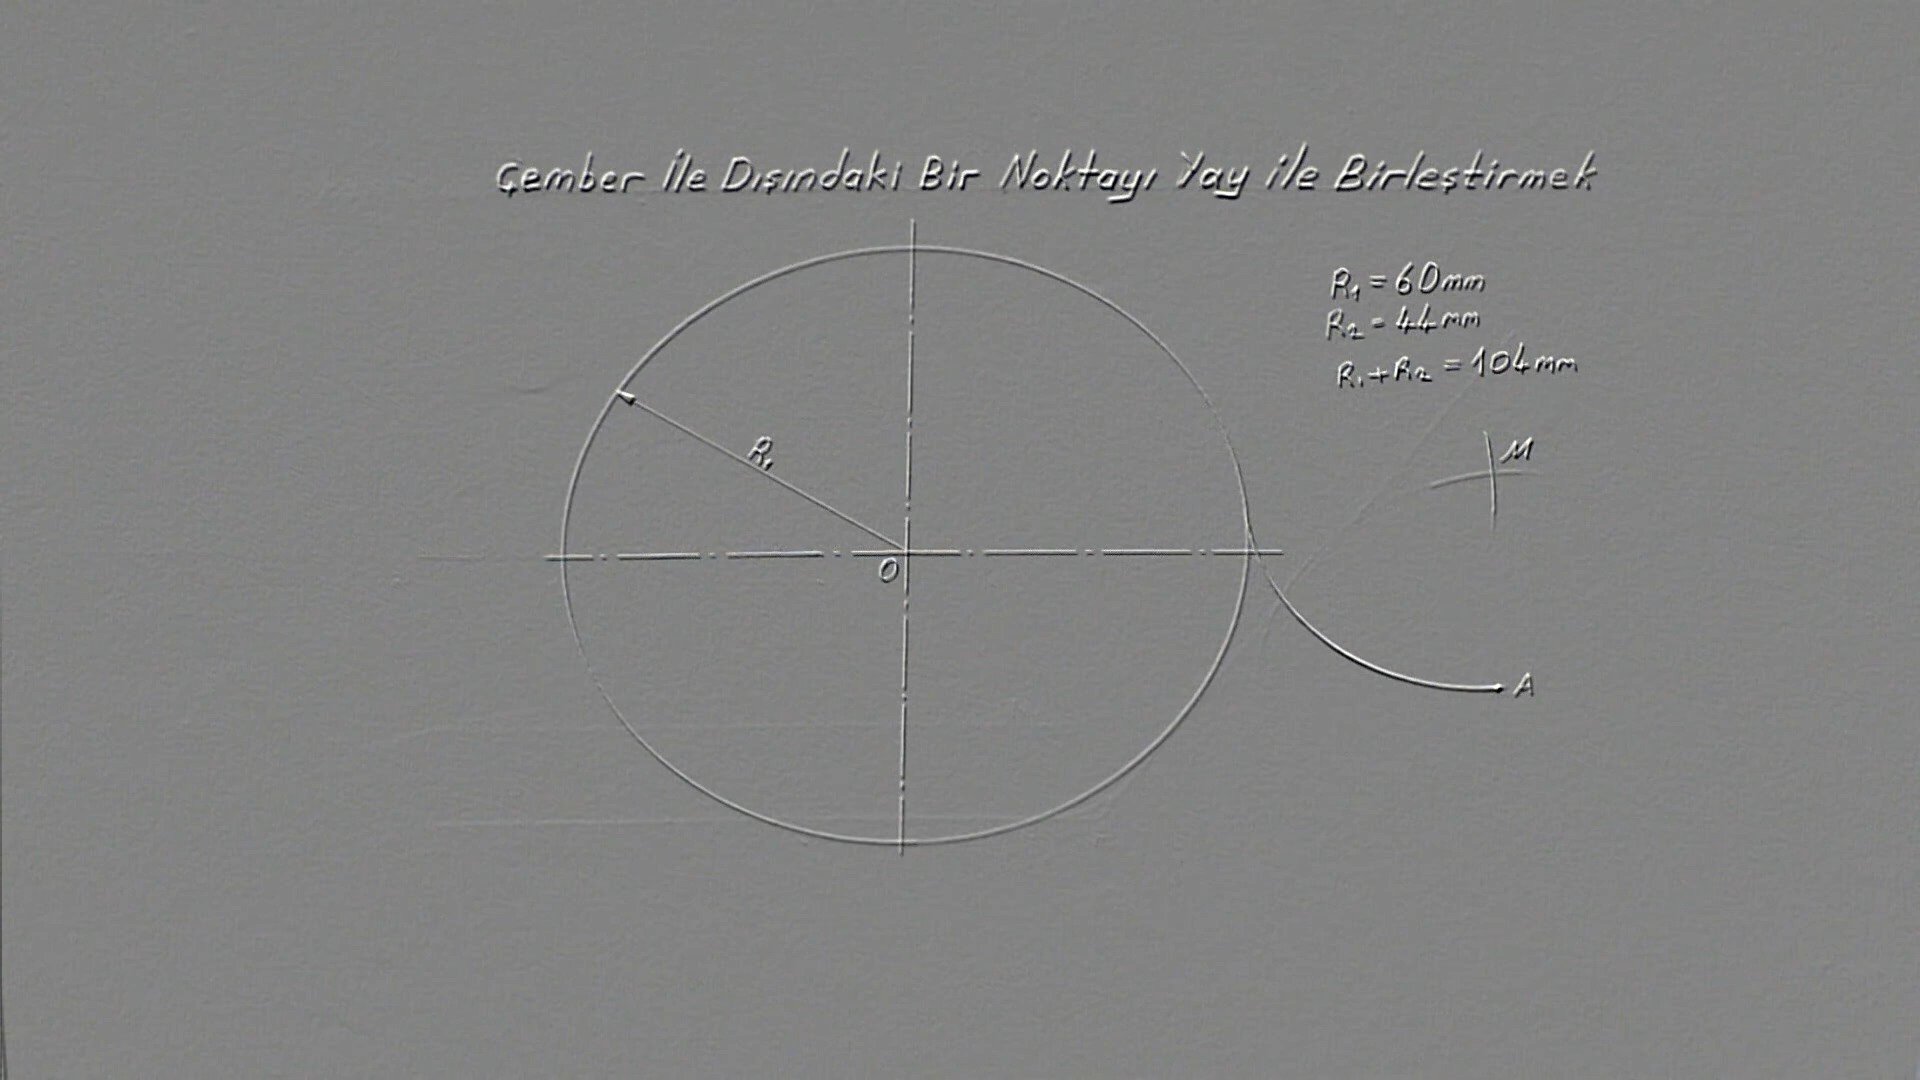 Çember İle Dışındaki Bir Noktayı Yay ile Birleştirmek
R1 = 60mm
R2 = 44mm
R1+R2 = 104mm
M
R1
O
A